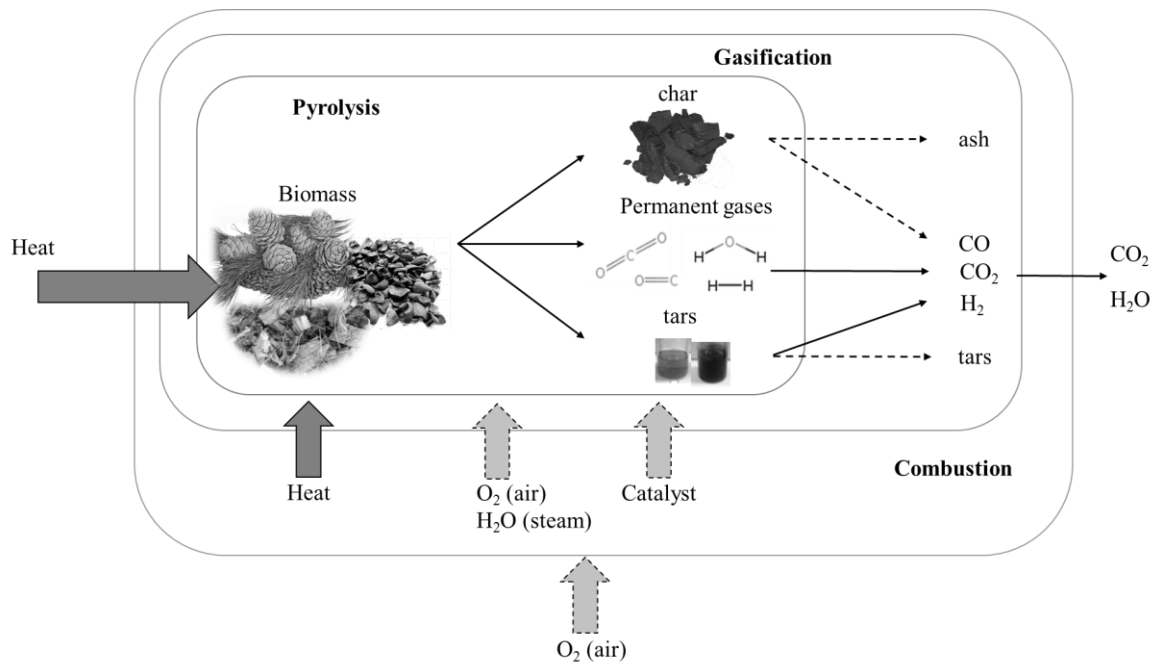 Gasification
Pyrolysis
char
ash
Biomass
Permanent gases
Heat
O
O
O
H
H
O
C
H
H
CO
CO₂
H₂
CO₂
H₂O
tars
tars
Combustion
Heat
O₂ (air)
H₂O (steam)
Catalyst
O₂ (air)